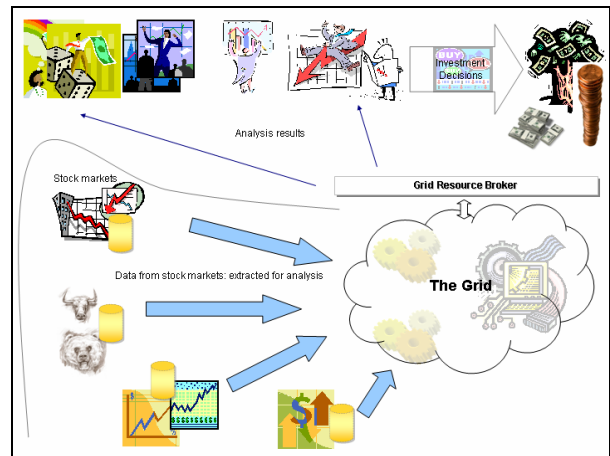 BUY
Investment
Decisions
Analysis results
Stock markets
Grid Resource Broker
Data from stock markets: extracted for analysis
The Grid
$
$